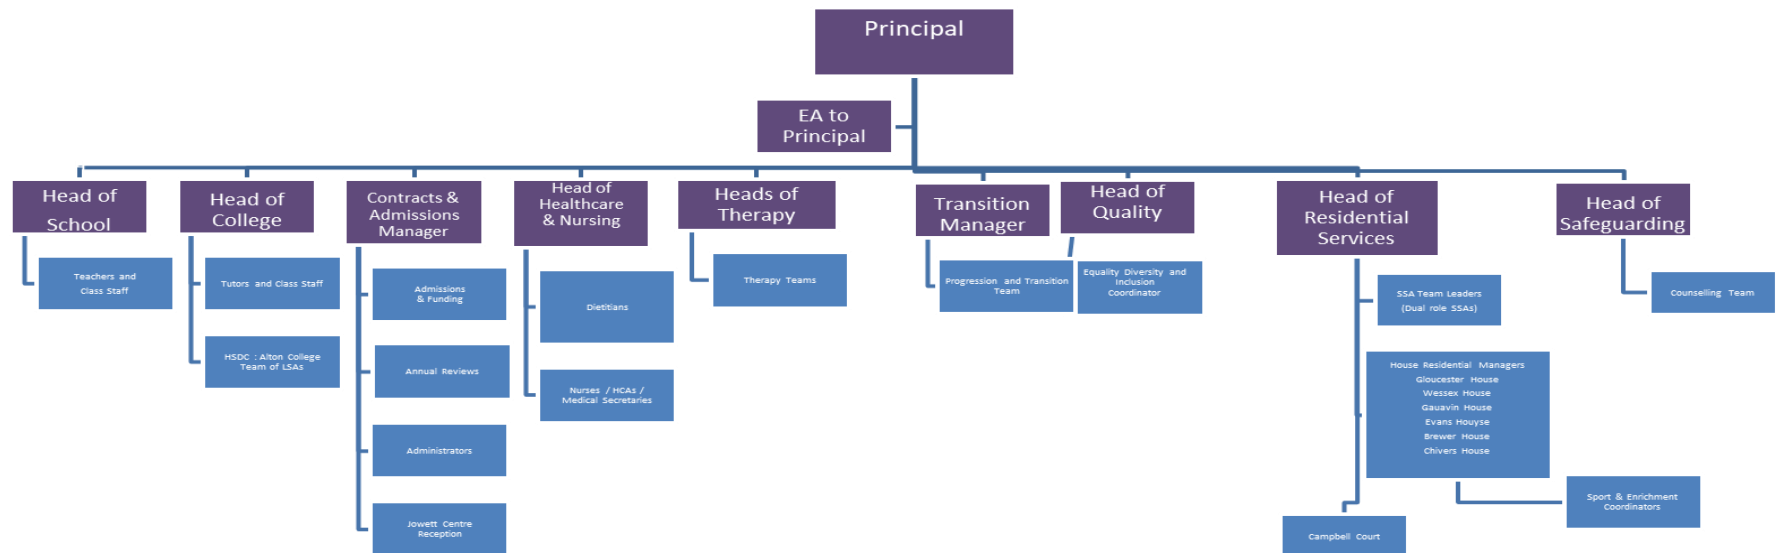 Principal
EA to
Principal
Head of
School
Head of
College
Contracts &
Admissions
Manager
Head of
Healthcare
& Nursing
Heads of
Therapy
Transition
Manager
Head of
Quality
Head of
Residential
Services
Head of
Safeguarding
Teachers and
Class Staff
Tutors and Class Staff
HSDC : Alton College
Team of LSAs
Admissions
& Funding
Annual Reviews
Administrators
Jowett Centre
Reception
Dietitians
Nurses / HCAs /
Medical Secretaries
Therapy Teams
Progression and Transition
Team
Equality Diversity and
Inclusion
Coordinator
SSA Team Leaders
(Dual role SSAs)
House Residential Managers
Gloucester House
Wessex House
Gauavin House
Evans Houyse
Brewer House
Chivers House
Sport & Enrichment
Coordinators
Campbell Court
Counselling Team